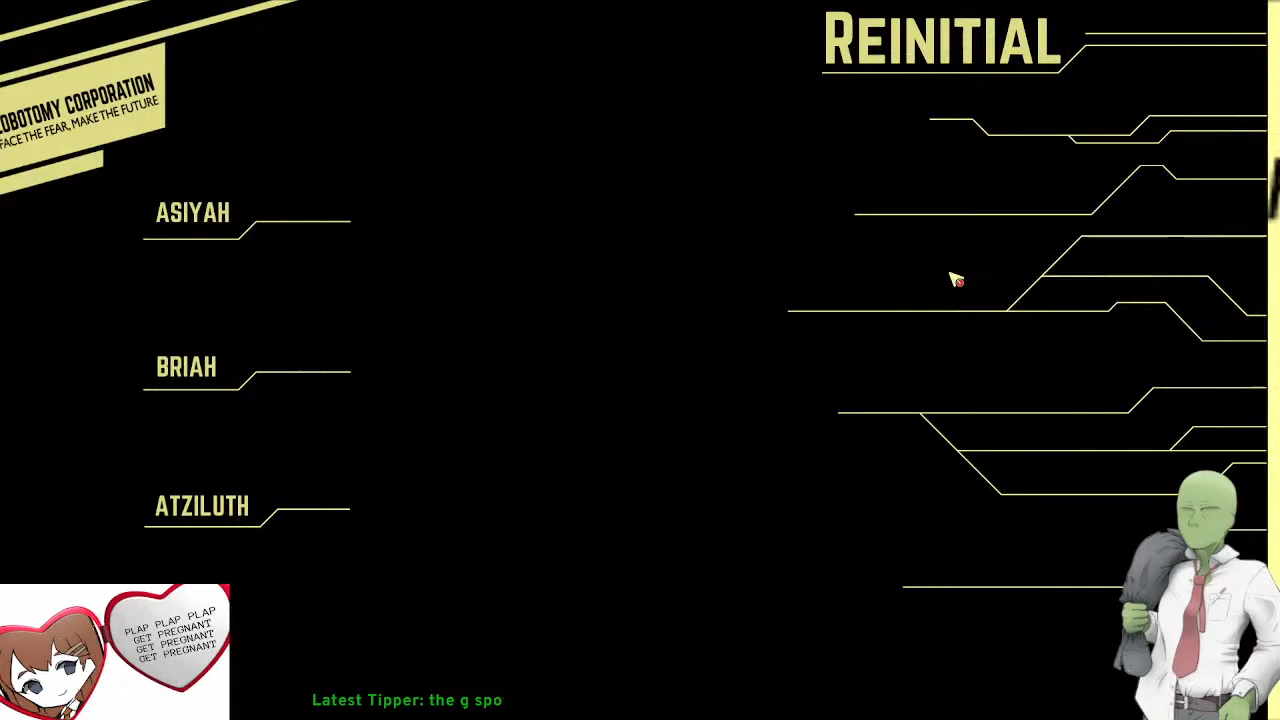 REINITIAL
LOBOTOMY CORPORATION
FACE THE FEAR, MAKE THE FUTURE
ASIYAH
BRIAH
ATZILUTH
PLAP PLAP PLAP
GET PREGNANT
GET PREGNANT
GET PREGNANT
Latest Tipper: the g spo